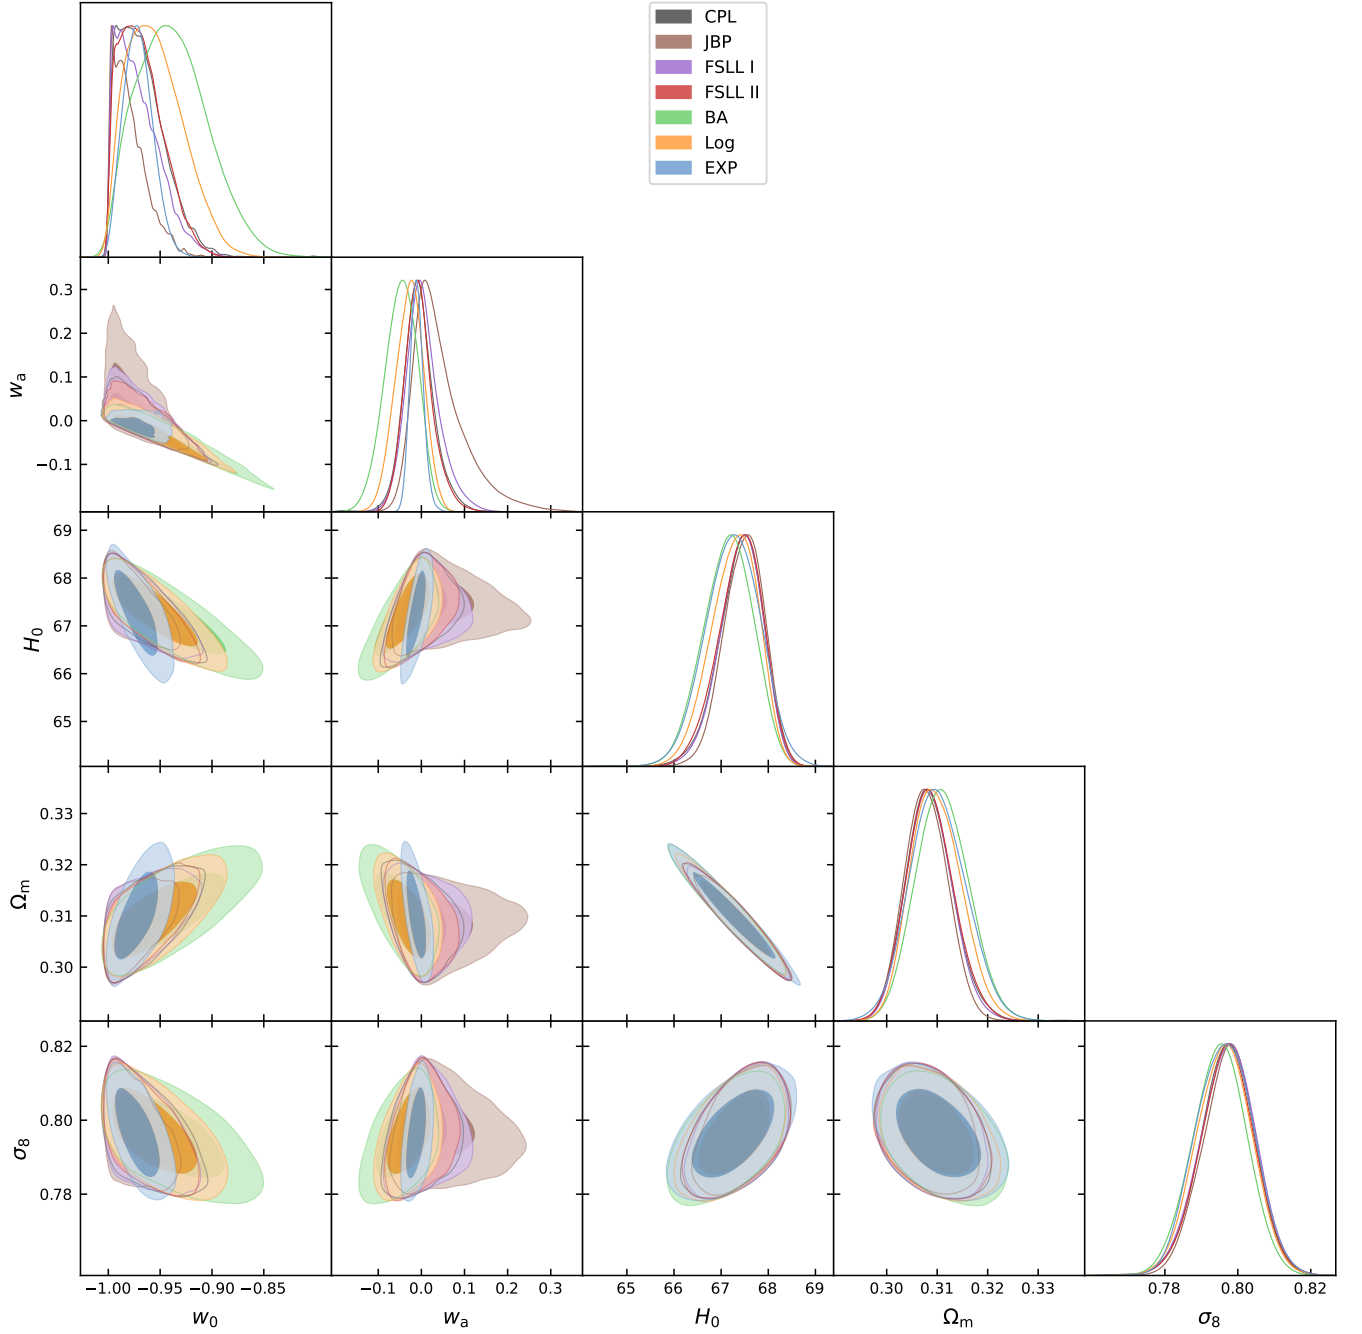 CPL
JBP
FSLL I
FSLL II
BA
Log
EXP
0.3
0.2
0.1
0.0
−0.1
w_a
69
68
67
66
65
H_0
0.33
0.32
0.31
0.30
Ω_m
0.82
0.80
0.78
σ_8
−1.00 −0.95 −0.90 −0.85
−0.1 0.0 0.1 0.2 0.3
65 66 67 68 69
0.30 0.31 0.32 0.33
0.78 0.80 0.82
w_0 w_a H_0 Ω_m σ_8